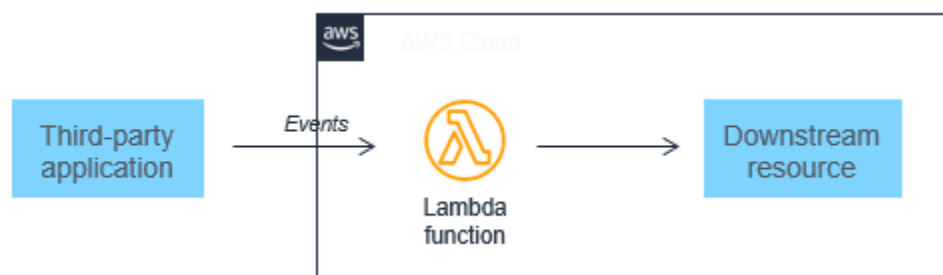 aws
AWS Cloud
Third-party
application
Events
Lambda
function
Downstream
resource